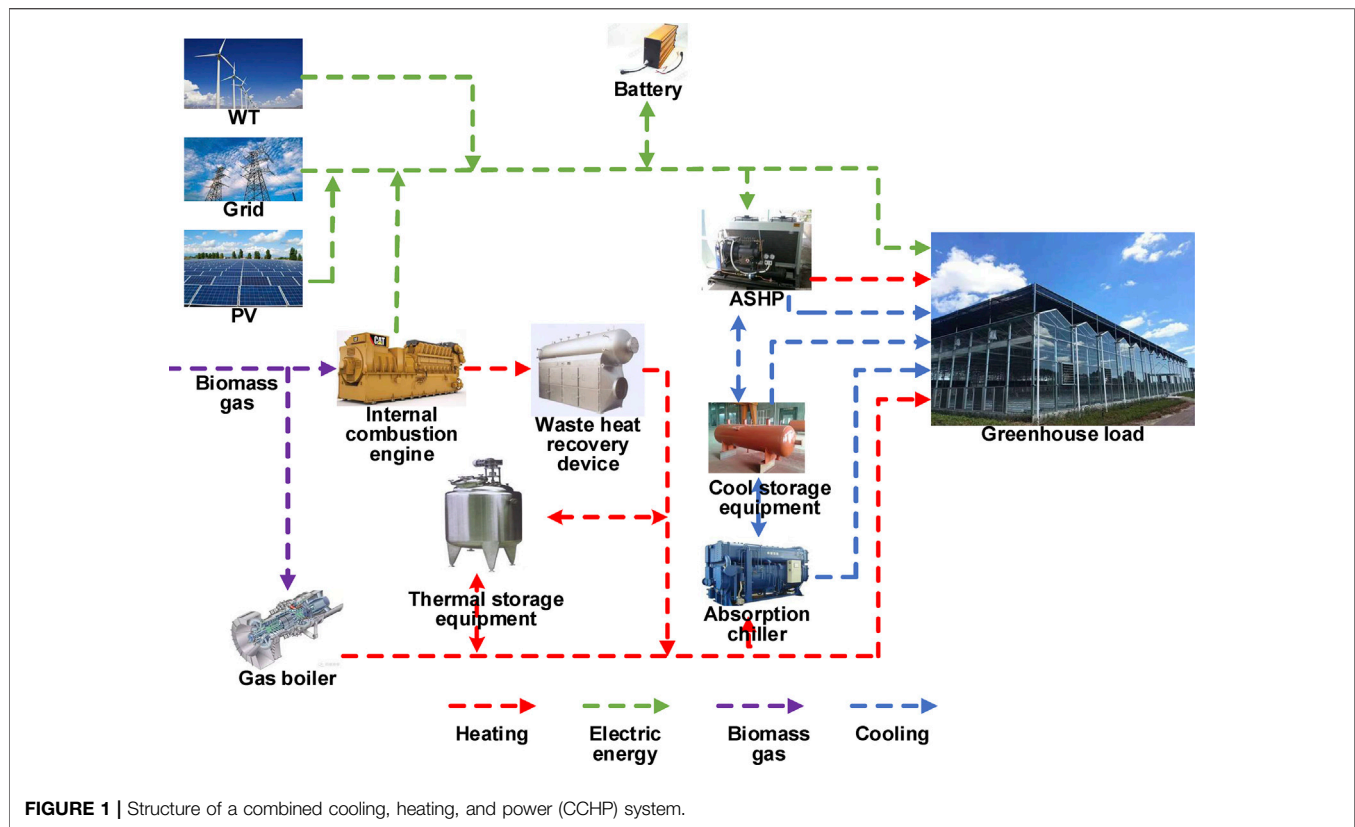 WT
Battery
Grid
PV
ASHP
CAT
Biomass
gas
Internal
combustion
engine
Waste heat
recovery
device
Greenhouse load
Cool storage
equipment
Thermal storage
equipment
Absorption
chiller
Gas boiler
Heating
Electric
energy
Biomass
gas
Cooling
FIGURE 1 | Structure of a combined cooling, heating, and power (CCHP) system.